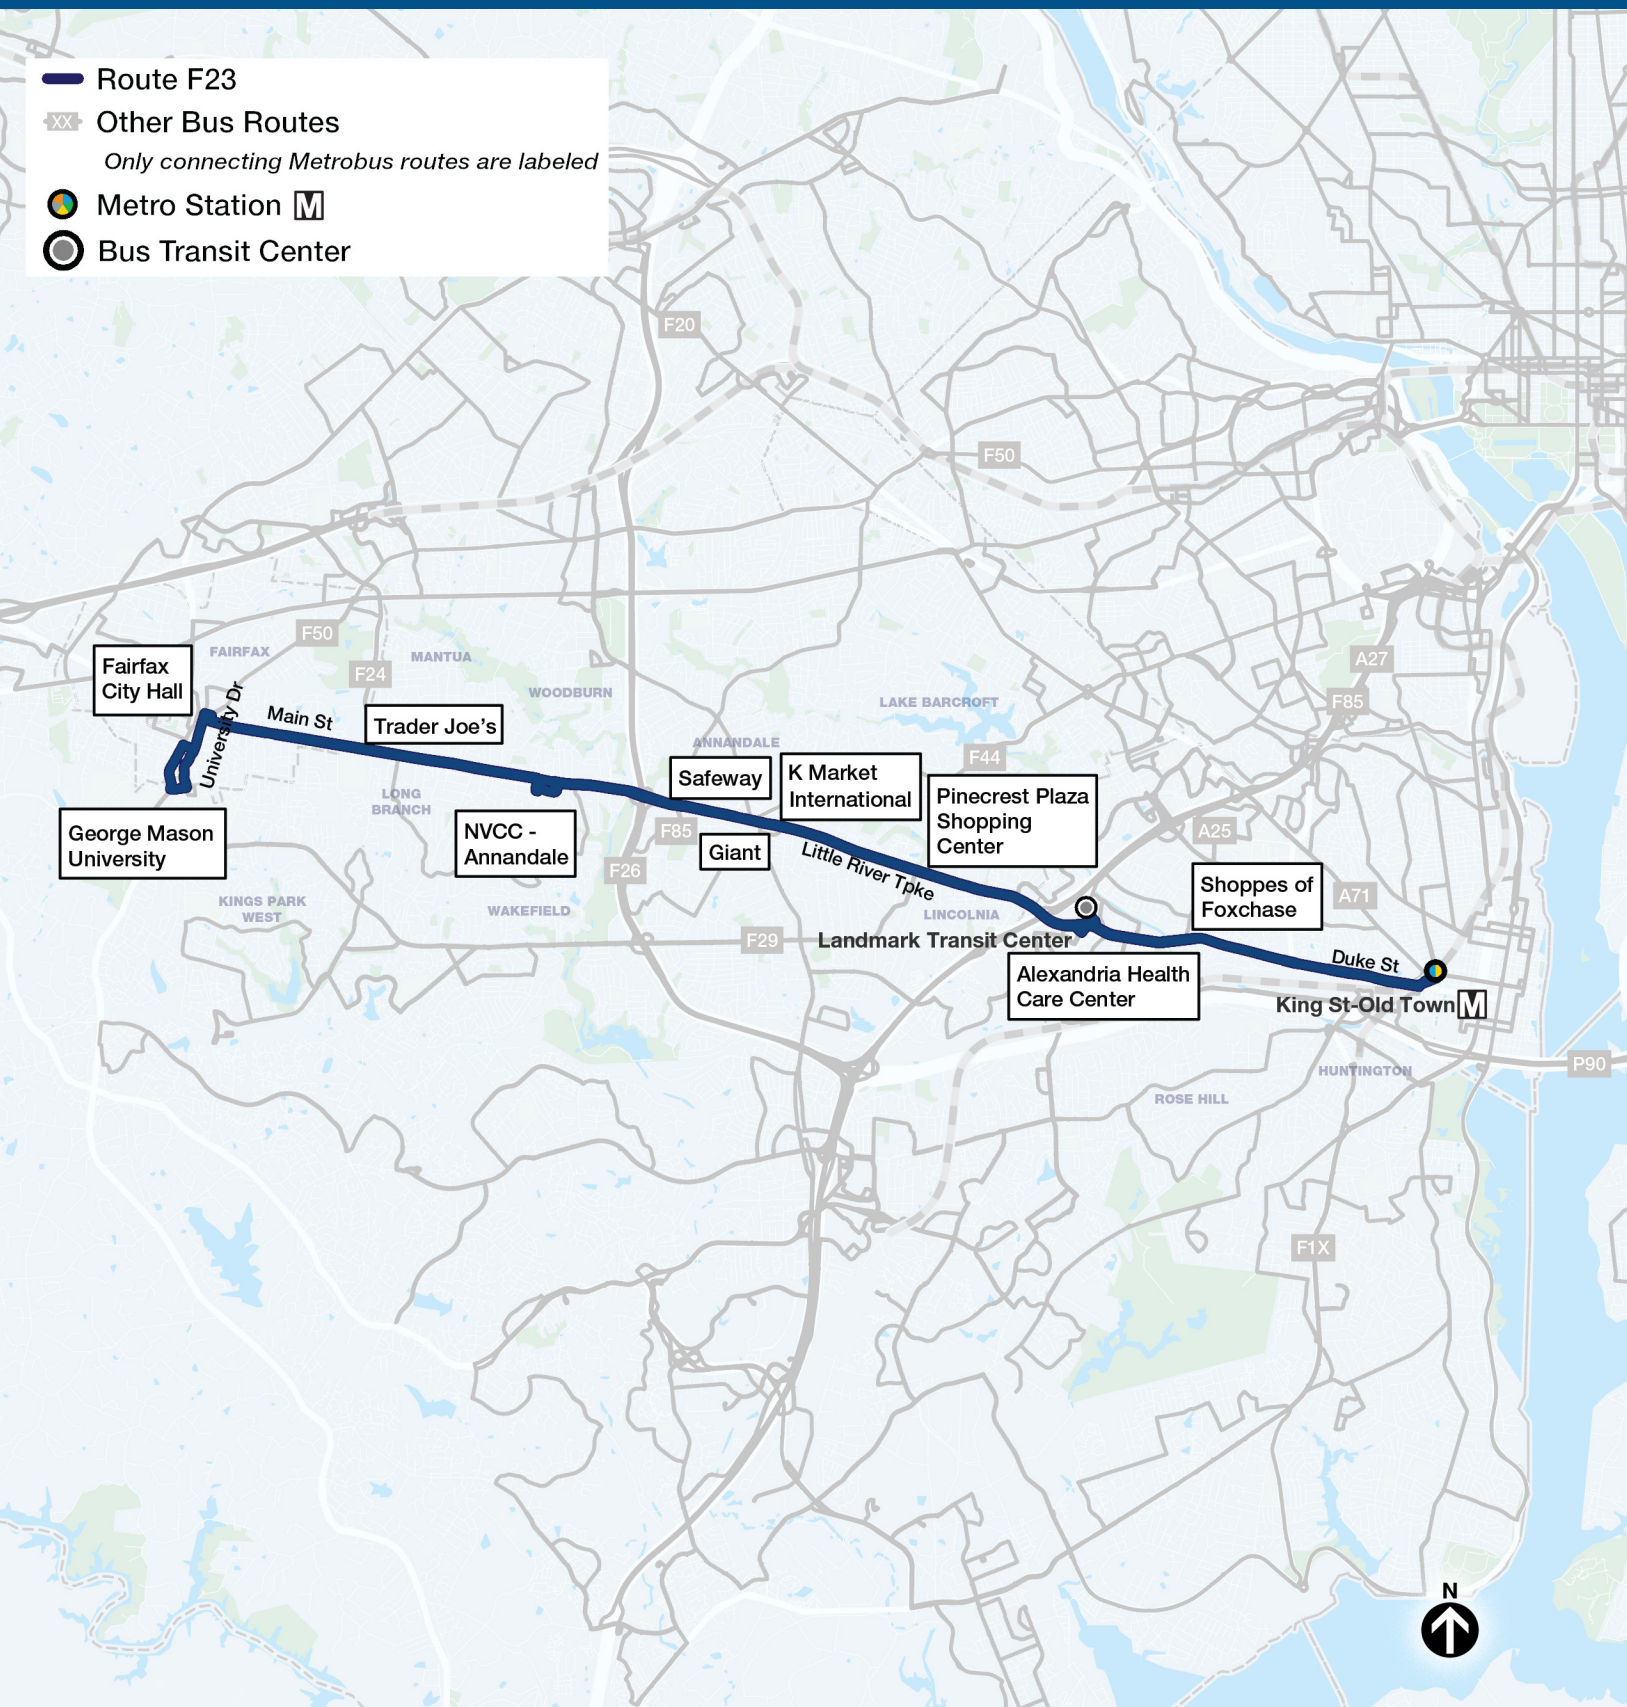 Route F23
XX Other Bus Routes
Only connecting Metrobus routes are labeled
Metro Station M
Bus Transit Center
F20
F50
F50
FAIRFAX
MANTUA
F24
A27
Fairfax
City Hall
WOODBURN
LAKE BARCROFT
F85
University Dr
Main St
Trader Joe's
ANNANDALE
F44
Safeway
K Market
International
Pinecrest Plaza
Shopping
Center
LONG
BRANCH
George Mason
University
NVCC -
Annandale
F85
Giant
Little River Tpke
A25
F26
Shoppes of
Foxchase
A71
KINGS PARK
WEST
WAKEFIELD
LINCOLNIA
F29
Landmark Transit Center
Duke St
Alexandria Health
Care Center
King St-Old Town M
P90
HUNTINGTON
ROSE HILL
F1X
N